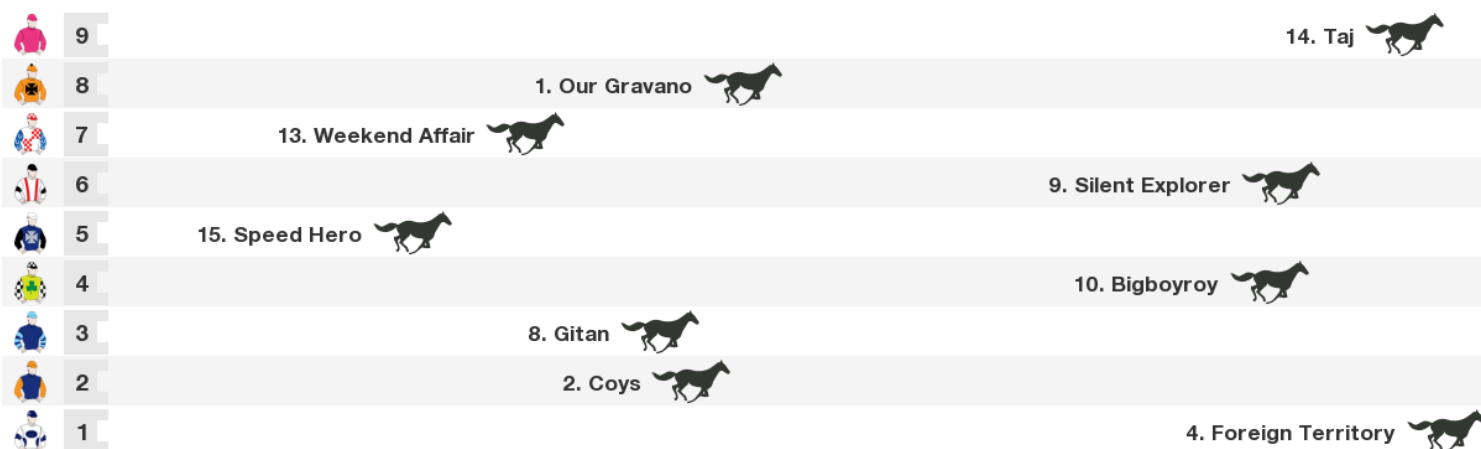 9 14. Taj
8 1. Our Gravano
7 13. Weekend Affair
6 9. Silent Explorer
5 15. Speed Hero
4 10. Bigboyroy
3 8. Gitan
2 2. Coys
1 4. Foreign Territory